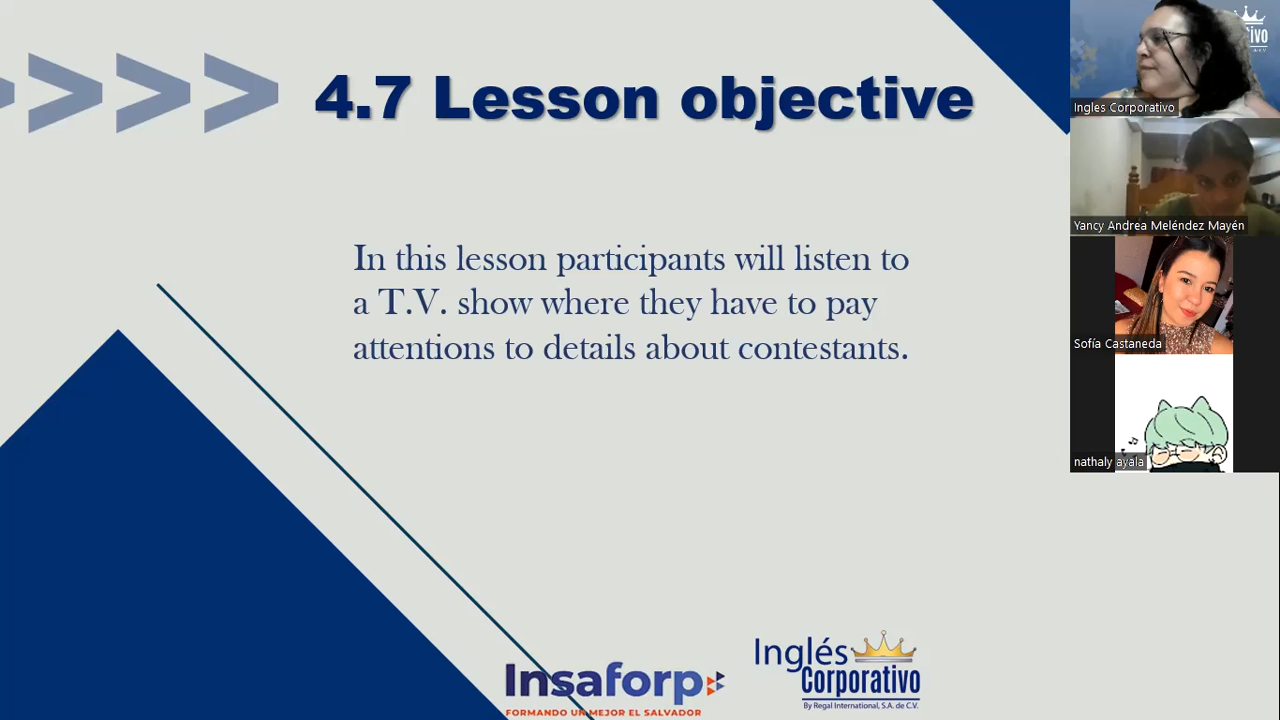 4.7 Lesson objective
In this lesson participants will listen to
a T.V. show where they have to pay
attentions to details about contestants.
Insaforp
FORMANDO UN MEJOR EL SALVADOR
Inglés
Corporativo
By Regal International, S.A. de C.V.
Ingles Corporativo
Yancy Andrea Meléndez Mayén
Sofía Castaneda
nathaly ayala